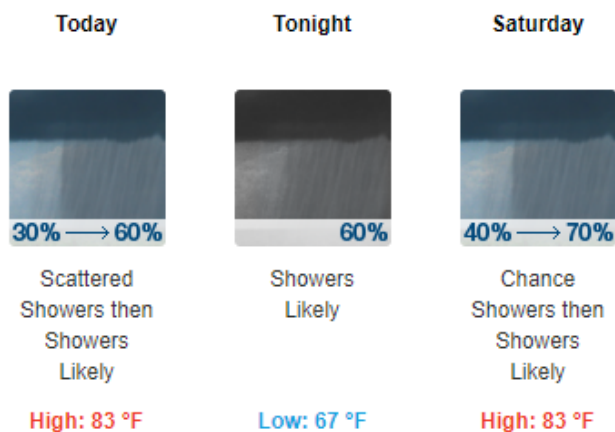 Today
Tonight
Saturday
30% → 60%
60%
40% → 70%
Scattered
Showers then
Showers
Likely
Showers
Likely
Chance
Showers then
Showers
Likely
High: 83 °F
Low: 67 °F
High: 83 °F